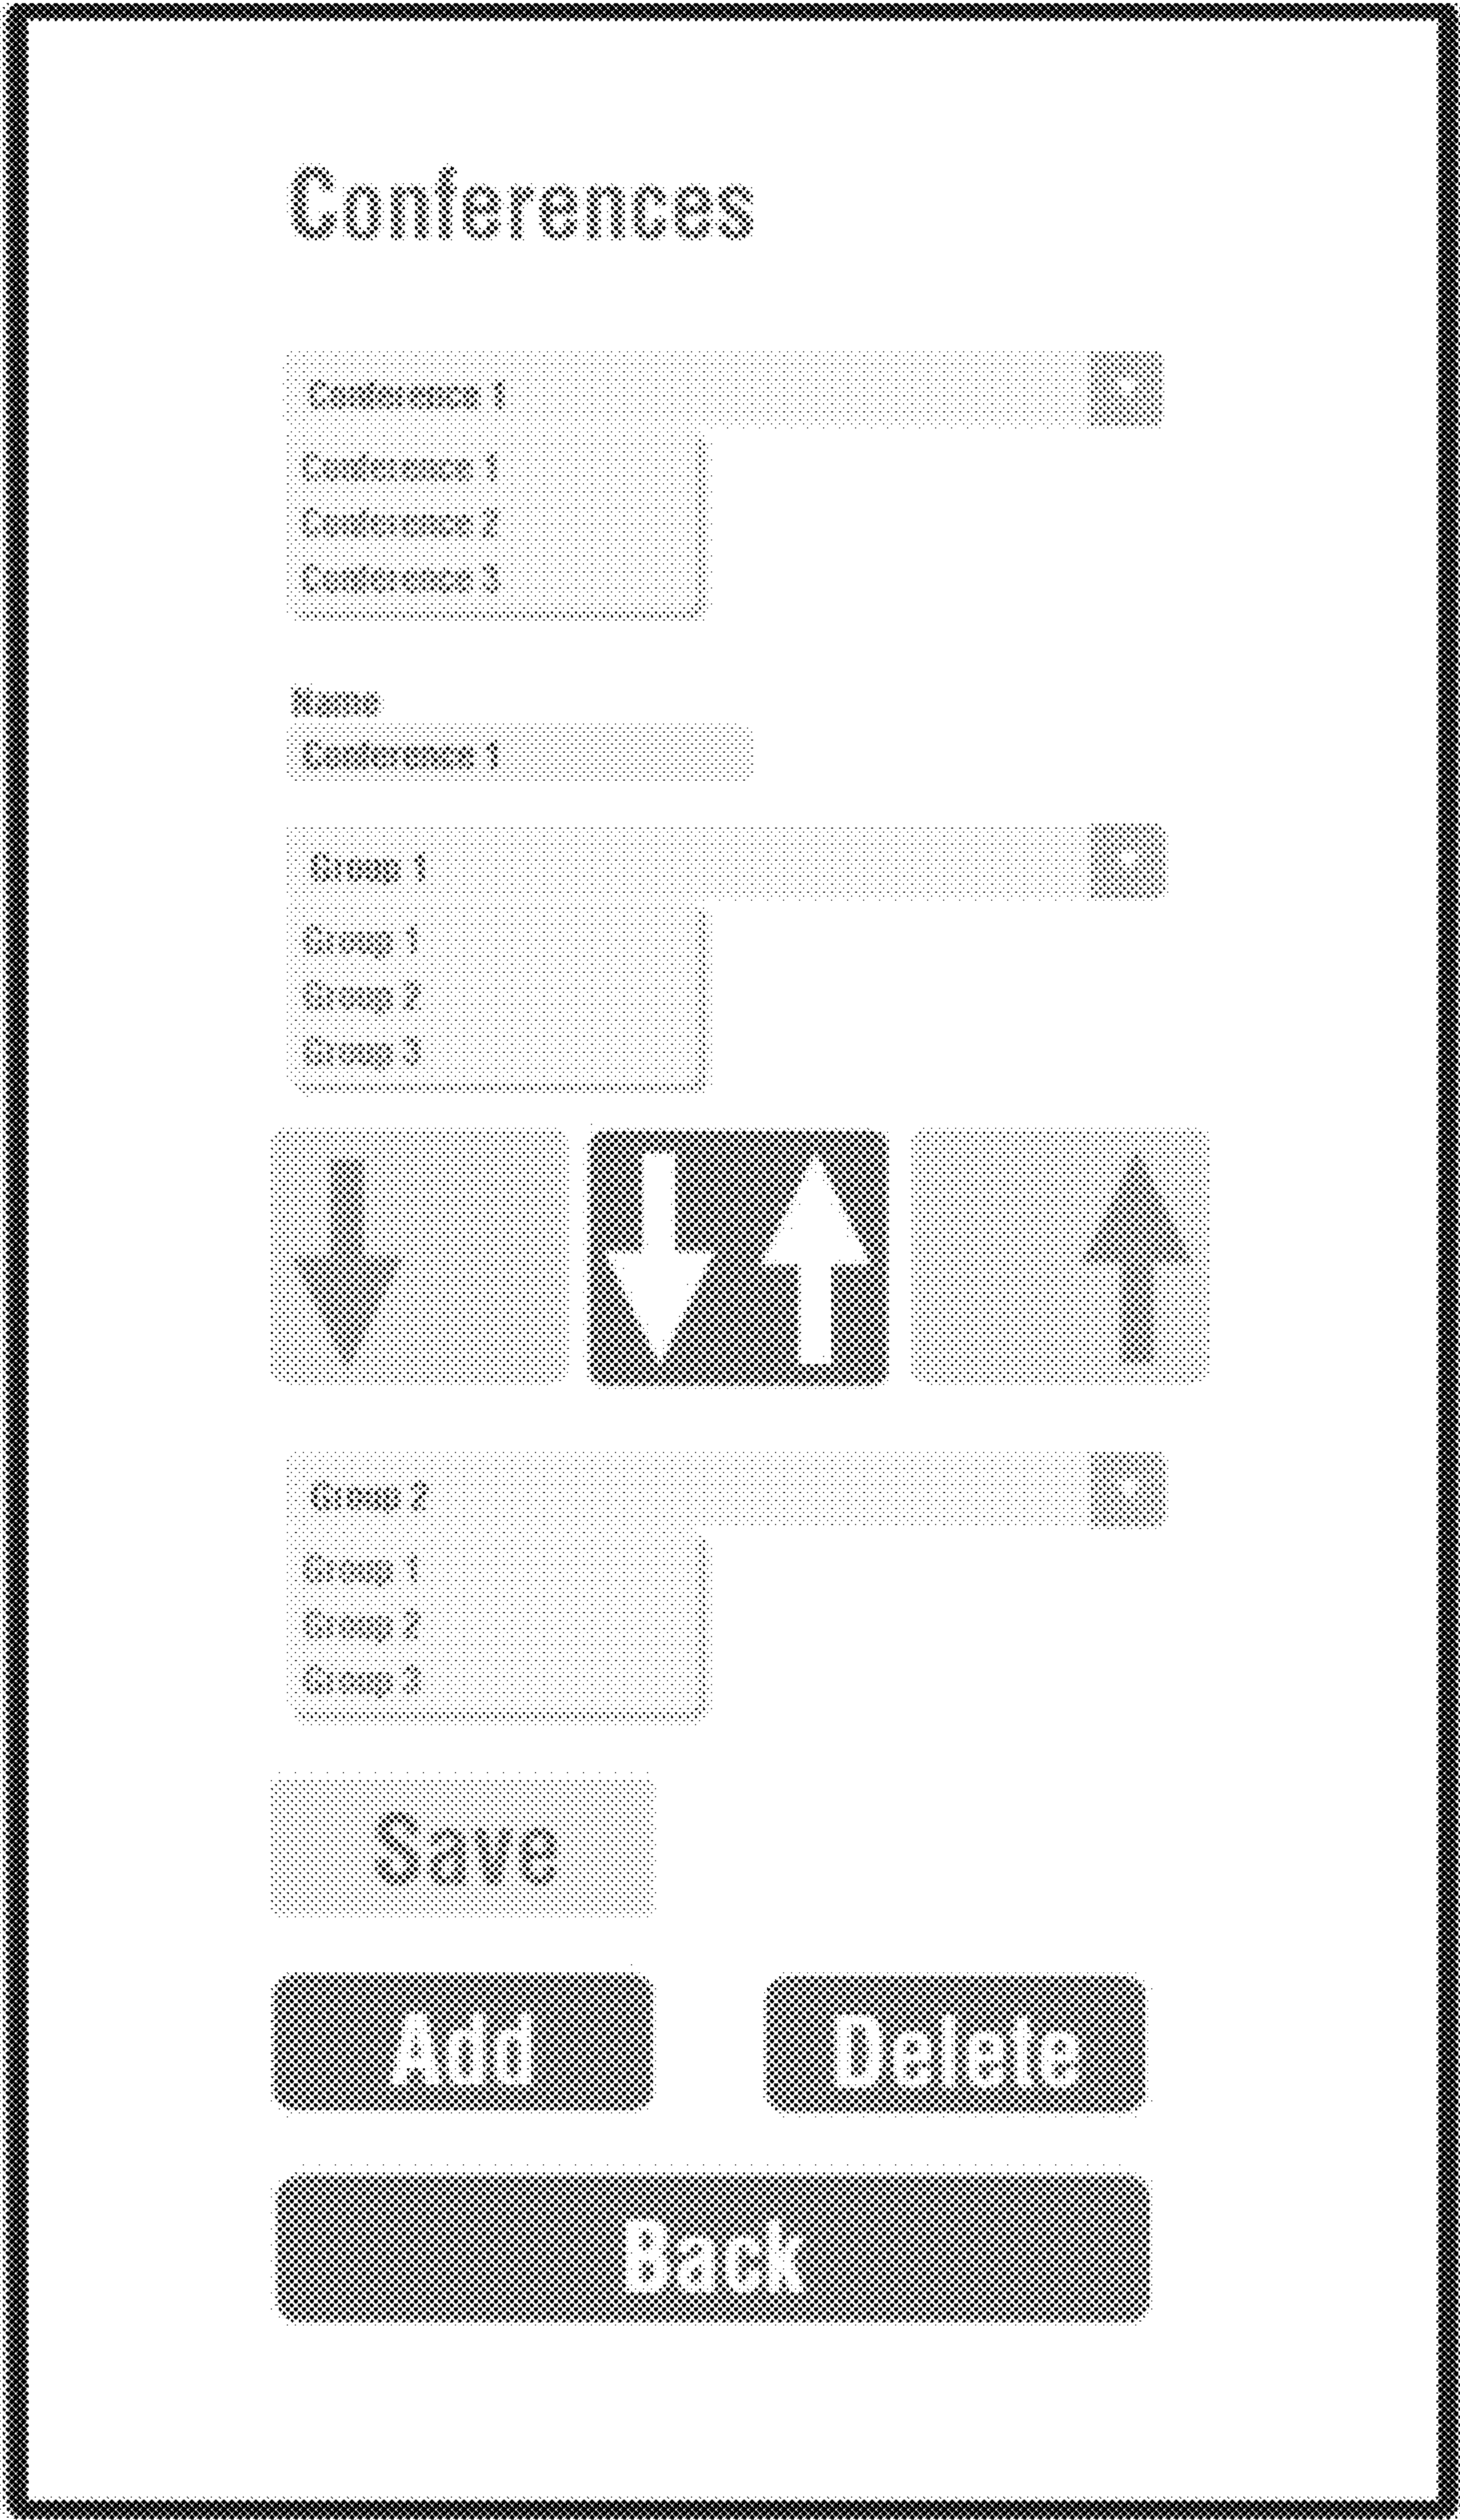 Conferences
Conference 1
Conference 1
Conference 2
Conference 3
Name
Conference 1
Group 1
Group 1
Group 2
Group 3
Group 2
Group 1
Group 2
Group 3
Save
Add
Delete
Back